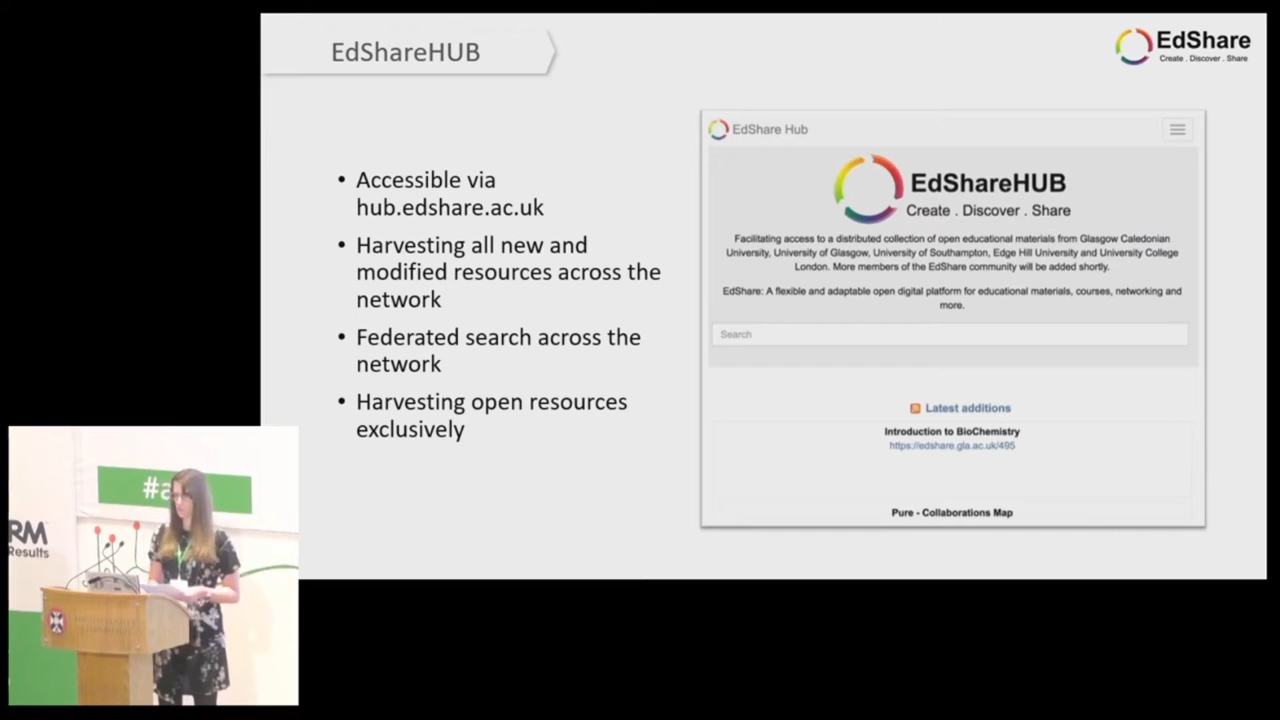 EdShareHUB
EdShare
Create . Discover . Share
• Accessible via
hub.edshare.ac.uk
• Harvesting all new and
modified resources across the
network
• Federated search across the
network
• Harvesting open resources
exclusively
EdShare Hub
EdShareHUB
Create . Discover . Share
Facilitating access to a distributed collection of open educational materials from Glasgow Caledonian
University, University of Glasgow, University of Southampton, Edge Hill University and University College
London. More members of the EdShare community will be added shortly.
EdShare: A flexible and adaptable open digital platform for educational materials, courses, networking and
more.
Search
Latest additions
Introduction to BioChemistry
https://edshare.gla.ac.uk/495
Pure - Collaborations Map
#a
RM
Results